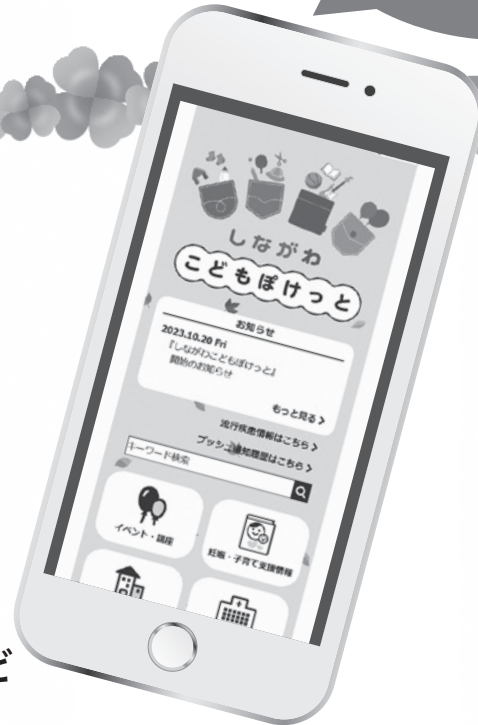 しながわ
こどもぽけっと
お知らせ
2023.10.20 Fri
『しながわこどもぽけっと』
開始のお知らせ
もっと見る >
流行疾患情報はこちら >
プッシュ通知履歴はこちら >
キーワード検索
イベント・講座
妊娠・子育て支援情報
ビ